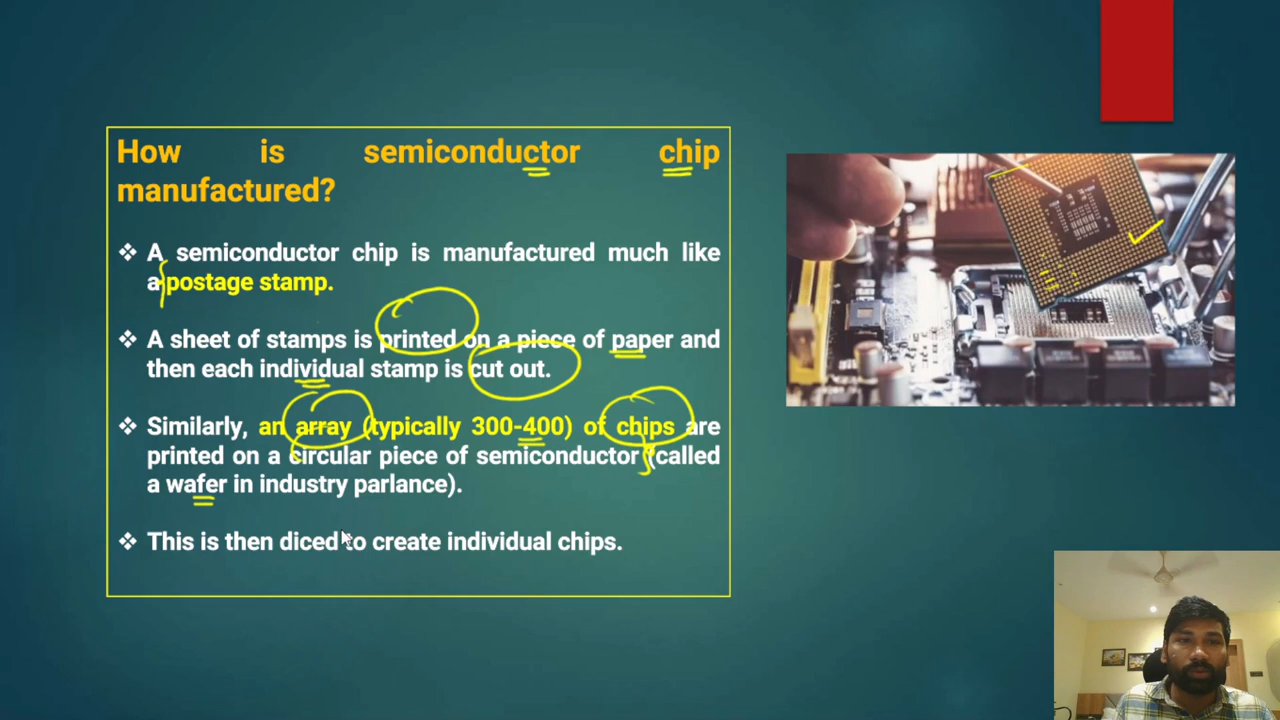 How is semiconductor chip
manufactured?
❖ A semiconductor chip is manufactured much like
a postage stamp.
❖ A sheet of stamps is printed on a piece of paper and
then each individual stamp is cut out.
❖ Similarly, an array (typically 300-400) of chips are
printed on a circular piece of semiconductor (called
a wafer in industry parlance).
❖ This is then diced to create individual chips.